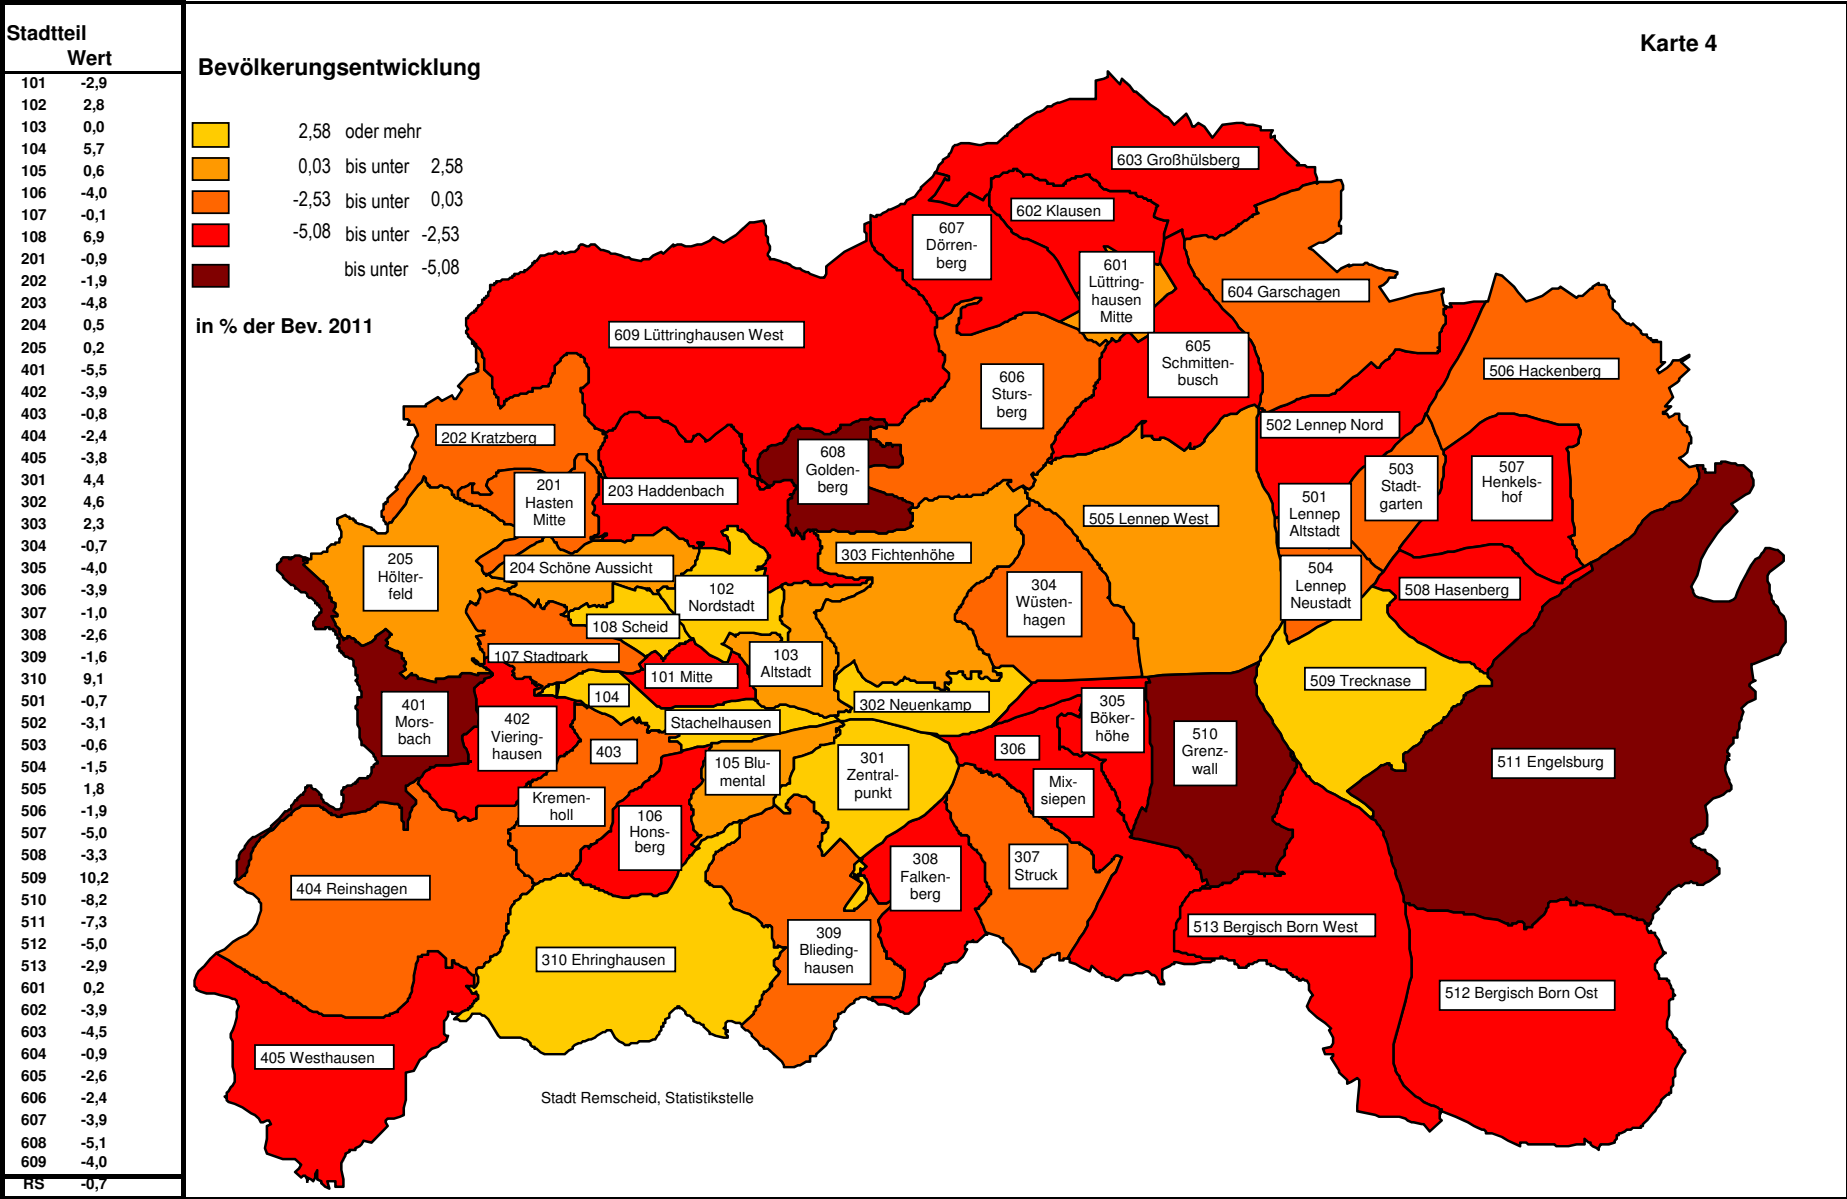 Stadtteil
Wert
101 -2,9
102 2,8
103 0,0
104 5,7
105 0,6
106 -4,0
107 -0,1
108 6,9
201 -0,9
202 -1,9
203 -4,8
204 0,5
205 0,2
401 -5,5
402 -3,9
403 -0,8
404 -2,4
405 -3,8
301 4,4
302 4,6
303 2,3
304 -0,7
305 -4,0
306 -3,9
307 -1,0
308 -2,6
309 -1,6
310 9,1
501 -0,7
502 -3,1
503 -0,6
504 -1,5
505 1,8
506 -1,9
507 -5,0
508 -3,3
509 10,2
510 -8,2
511 -7,3
512 -5,0
513 -2,9
601 0,2
602 -3,9
603 -4,5
604 -0,9
605 -2,6
606 -2,4
607 -3,9
608 -5,1
609 -4,0
RS -0,7
Karte 4
Bevölkerungsentwicklung
2,58 oder mehr
0,03 bis unter 2,58
-2,53 bis unter 0,03
-5,08 bis unter -2,53
bis unter -5,08
in % der Bev. 2011
603 Großhülsberg
602 Klausen
607
Dörren-
berg
601
Lüttring-
hausen
Mitte
604 Garschagen
609 Lüttringhausen West
605
Schmitten-
busch
606
Sturs-
berg
506 Hackenberg
502 Lennep Nord
202 Kratzberg
608
Golden-
berg
503
Stadt-
garten
507
Henkels-
hof
201
Hasten
Mitte
203 Haddenbach
501
Lennep
Altstadt
505 Lennep West
303 Fichtenhöhe
205
Hölter-
feld
204 Schöne Aussicht
304
Wüsten-
hagen
504
Lennep
Neustadt
508 Hasenberg
102
Nordstadt
108 Scheid
107 Stadtpark
103
Altstadt
101 Mitte
509 Trecknase
104
Stachelhausen
302 Neuenkamp
401
Mors-
bach
402
Viering-
hausen
305
Böker-
höhe
403
Kremen-
holl
105 Blu-
mental
301
Zentral-
punkt
306
Mix-
siepen
510
Grenz-
wall
511 Engelsburg
106
Hons-
berg
308
Falken-
berg
307
Struck
404 Reinshagen
513 Bergisch Born West
309
Blieding-
hausen
310 Ehringhausen
512 Bergisch Born Ost
405 Westhausen
Stadt Remscheid, Statistikstelle